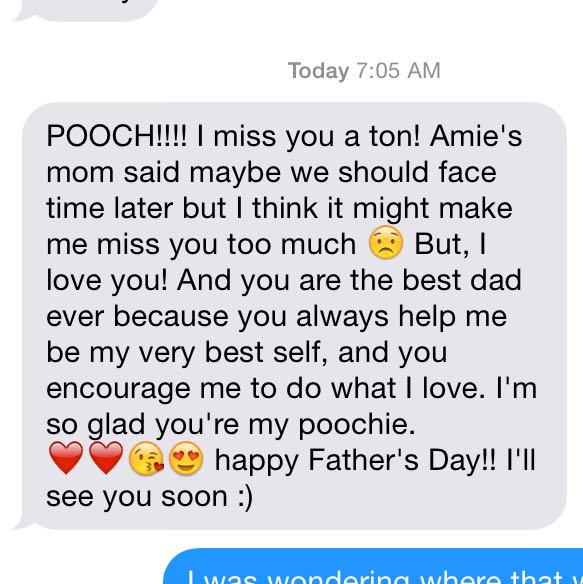 Today 7:05 AM
POOCH!!!! I miss you a ton! Amie's
mom said maybe we should face
time later but I think it might make
me miss you too much 😟 But, I
love you! And you are the best dad
ever because you always help me
be my very best self, and you
encourage me to do what I love. I'm
so glad you're my poochie.
❤️❤️😘😍 happy Father's Day!! I'll
see you soon :)
I was wondering where that